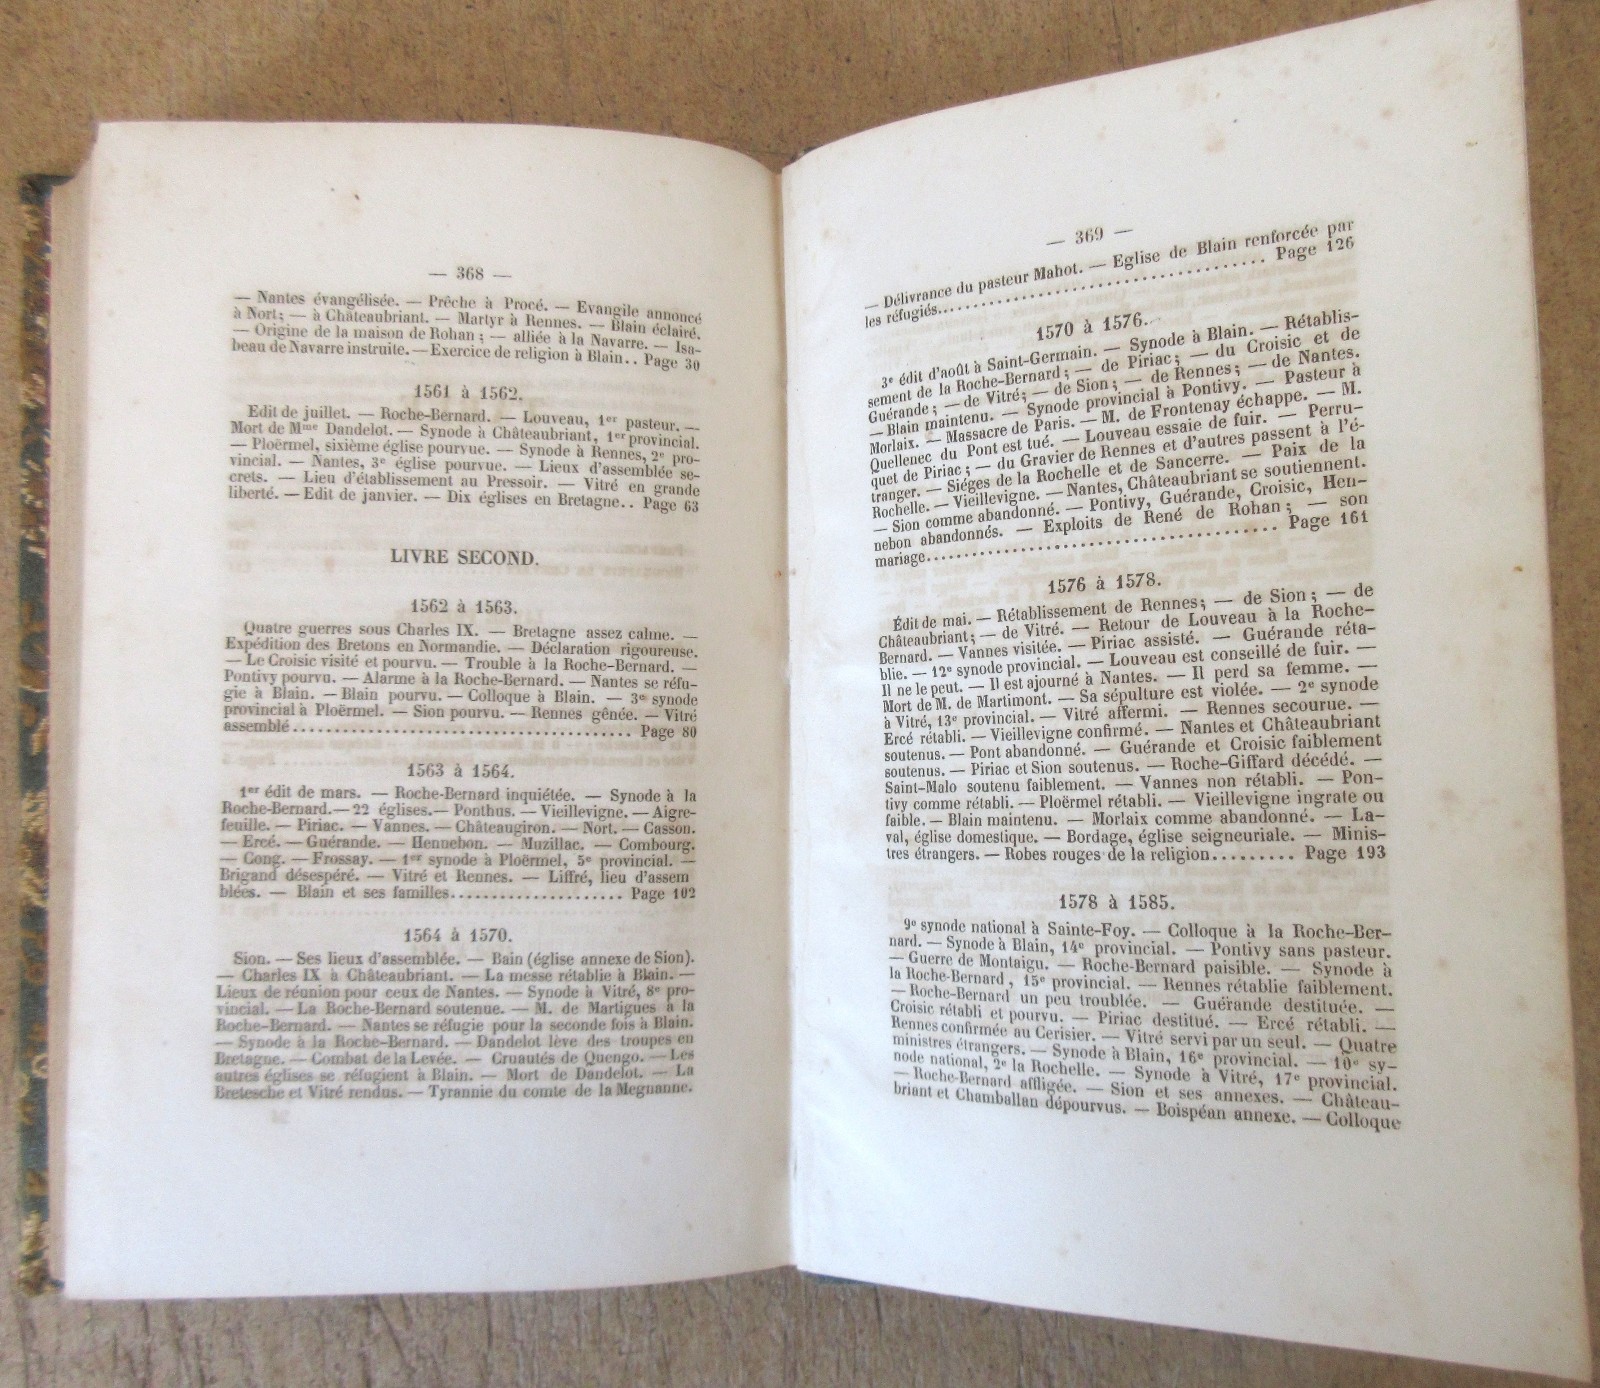 — 368 —
— Nantes évangélisée. — Prêche à Procé. — Evangile annoncé
à Nort; — à Châteaubriant. — Martyr à Rennes. — Blain éclairé.
— Origine de la maison de Rohan ; — alliée à la Navarre. — Isa-
beau de Navarre instruite. — Exercice de religion à Blain.. Page 30
1561 à 1562.
Edit de juillet. — Roche-Bernard. — Louveau, 1er pasteur. —
Mort de Mme Dandelot. — Synode à Châteaubriant, 1er provincial.
— Ploërmel, sixième église pourvue. — Synode à Rennes, 2e pro-
vincial. — Nantes, 3e église pourvue. — Lieux d'assemblée se-
crets. — Lieu d'établissement au Pressoir. — Vitré en grande
liberté. — Edit de janvier. — Dix églises en Bretagne.. Page 63
LIVRE SECOND.
1562 à 1563.
Quatre guerres sous Charles IX. — Bretagne assez calme. —
Expédition des Bretons en Normandie. — Déclaration rigoureuse.
— Le Croisic visité et pourvu. — Trouble à la Roche-Bernard. —
Pontivy pourvu. — Alarme à la Roche-Bernard. — Nantes se réfu-
gie à Blain. — Blain pourvu. — Colloque à Blain. — 3e synode
provincial à Ploërmel. — Sion pourvu. — Rennes gênée. — Vitré
assemblé.................................... Page 80
1563 à 1564.
1er édit de mars. — Roche-Bernard inquiétée. — Synode à la
Roche-Bernard. — 22 églises. — Ponthus. — Vieillevigne. — Aigre-
feuille. — Piriac. — Vannes. — Châteaugiron. — Nort. — Casson.
— Ercé. — Guérande. — Hennebon. — Muzillac. — Combourg.
— Cong. — Frossay. — 1er synode à Ploërmel, 5e provincial. —
Brigand désespéré. — Vitré et Rennes. — Liffré, lieu d'assem
blées. — Blain et ses familles.................... Page 102
1564 à 1570.
Sion. — Ses lieux d'assemblée. — Bain (église annexe de Sion).
— Charles IX à Châteaubriant. — La messe rétablie à Blain. —
Lieux de réunion pour ceux de Nantes. — Synode à Vitré, 8e pro-
vincial. — La Roche-Bernard soutenue. — M. de Martigues à la
Roche-Bernard. — Nantes se réfugie pour la seconde fois à Blain.
— Synode à la Roche-Bernard. — Dandelot lève des troupes en
Bretagne. — Combat de la Levée. — Cruautés de Quengo. — Les
autres églises se réfugient à Blain. — Mort de Dandelot. — La
Bretesche et Vitré rendus. — Tyrannie du comte de la Megnanne.
— 369 —
— Délivrance du pasteur Mahot. — Eglise de Blain renforcée par
les réfugiés..................................... Page 126
1570 à 1576.
3e édit d'août à Saint-Germain. — Synode à Blain. — Rétablis-
sement de la Roche-Bernard; — de Piriac; — du Croisic et de
Guérande; — de Vitré; — de Sion; — de Rennes; — de Nantes.
— Blain maintenu. — Synode provincial à Pontivy. — Pasteur à
Morlaix. — Massacre de Paris. — M. de Frontenay échappe. — M.
Quellenec du Pont est tué. — Louveau essaie de fuir. — Perru-
quet de Piriac; — du Gravier de Rennes et d'autres passent à l'é-
tranger. — Siéges de la Rochelle et de Sancerre. — Paix de la
Rochelle. — Vieillevigne. — Nantes, Châteaubriant se soutiennent.
— Sion comme abandonné. — Pontivy, Guérande, Croisic, Hen-
nebon abandonnés. — Exploits de René de Rohan; — son
mariage...................................... Page 161
1576 à 1578.
Édit de mai. — Rétablissement de Rennes; — de Sion; — de
Châteaubriant; — de Vitré. — Retour de Louveau à la Roche-
Bernard. — Vannes visitée. — Piriac assisté. — Guérande réta-
blie. — 12e synode provincial. — Louveau est conseillé de fuir. —
Il ne le peut. — Il est ajourné à Nantes. — Il perd sa femme. —
Mort de M. de Martimont. — Sa sépulture est violée. — 2e synode
à Vitré, 13e provincial. — Vitré affermi. — Rennes secourue. —
Ercé rétabli. — Vieillevigne confirmé. — Nantes et Châteaubriant
soutenus. — Pont abandonné. — Guérande et Croisic faiblement
soutenus. — Piriac et Sion soutenus. — Roche-Giffard décédé. —
Saint-Malo soutenu faiblement. — Vannes non rétabli. — Pon-
tivy comme rétabli. — Ploërmel rétabli. — Vieillevigne ingrate ou
faible. — Blain maintenu. — Morlaix comme abandonné. — La-
val, église domestique. — Bordage, église seigneuriale. — Minis-
tres étrangers. — Robes rouges de la religion......... Page 193
1578 à 1585.
9e synode national à Sainte-Foy. — Colloque à la Roche-Ber-
nard. — Synode à Blain, 14e provincial. — Pontivy sans pasteur.
— Guerre de Montaigu. — Roche-Bernard paisible. — Synode à
la Roche-Bernard, 15e provincial. — Rennes rétablie faiblement.
— Roche-Bernard un peu troublée. — Guérande destituée. —
Croisic rétabli et pourvu. — Piriac destitué. — Ercé rétabli. —
Rennes confirmée au Cerisier. — Vitré servi par un seul. — Quatre
ministres étrangers. — Synode à Blain, 16e provincial. — 10e sy-
node national, 2e la Rochelle. — Synode à Vitré, 17e provincial.
— Roche-Bernard affligée. — Sion et ses annexes. — Château-
briant et Chamballan dépourvus. — Boispéan annexe. — Colloque